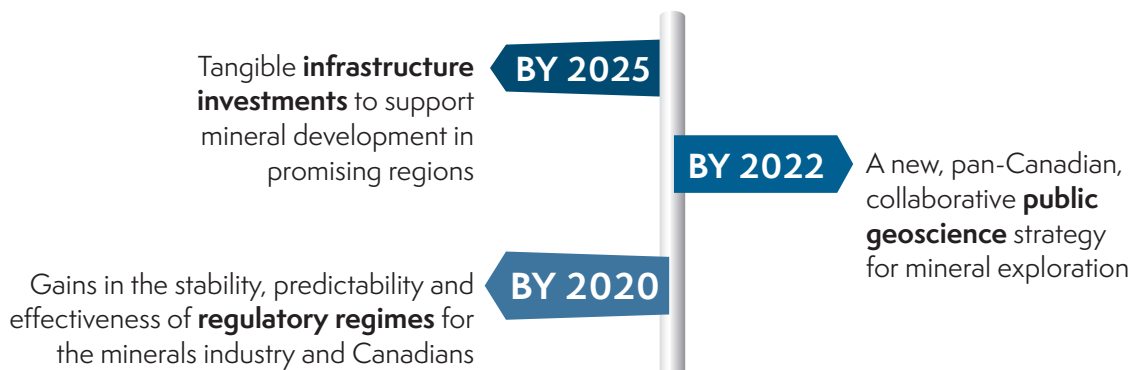 BY 2025
Tangible infrastructure
investments to support
mineral development in
promising regions
BY 2022
A new, pan-Canadian,
collaborative public
geoscience strategy
for mineral exploration
BY 2020
Gains in the stability, predictability and
effectiveness of regulatory regimes for
the minerals industry and Canadians